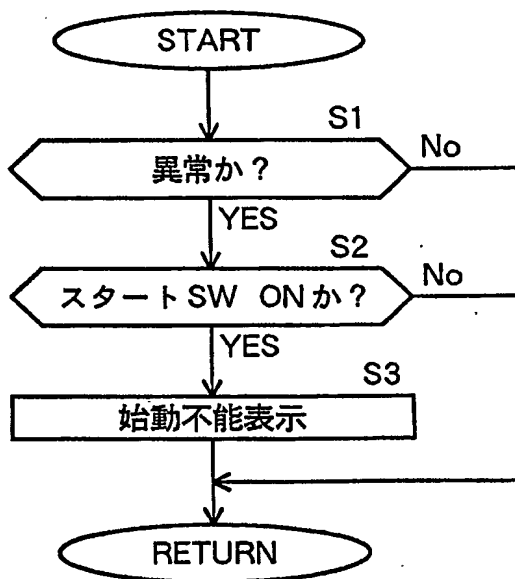 START
S1
異常か？
No
YES
S2
スタートSW ONか？
No
YES
S3
始動不能表示
RETURN